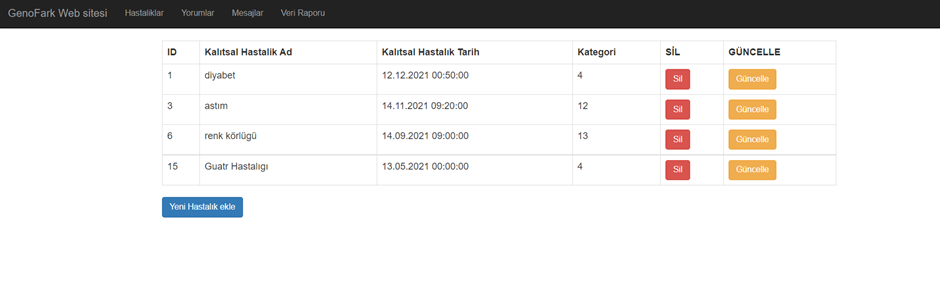 GenoFark Web sitesi Hastaliklar Yorumlar Mesajlar Veri Raporu
ID Kalıtsal Hastalik Ad Kalıtsal Hastalık Tarih Kategori SİL GÜNCELLE
1 diyabet 12.12.2021 00:50:00 4 Sil Güncelle
3 astım 14.11.2021 09:20:00 12 Sil Güncelle
6 renk körlügü 14.09.2021 09:00:00 13 Sil Güncelle
15 Guatr Hastalıgı 13.05.2021 00:00:00 4 Sil Güncelle
Yeni Hastalık ekle